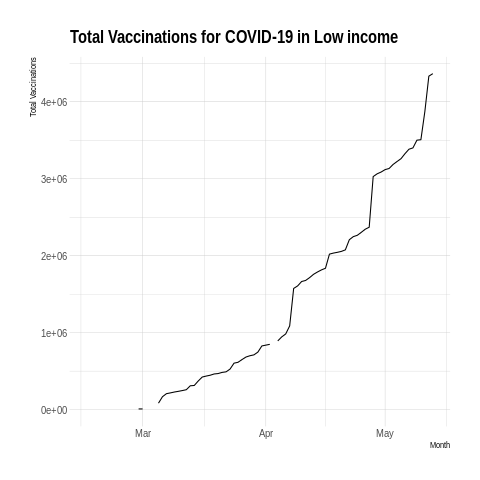 Total Vaccinations for COVID-19 in Low income
Total Vaccinations
4e+06
3e+06
2e+06
1e+06
0e+00
Mar Apr May
Month